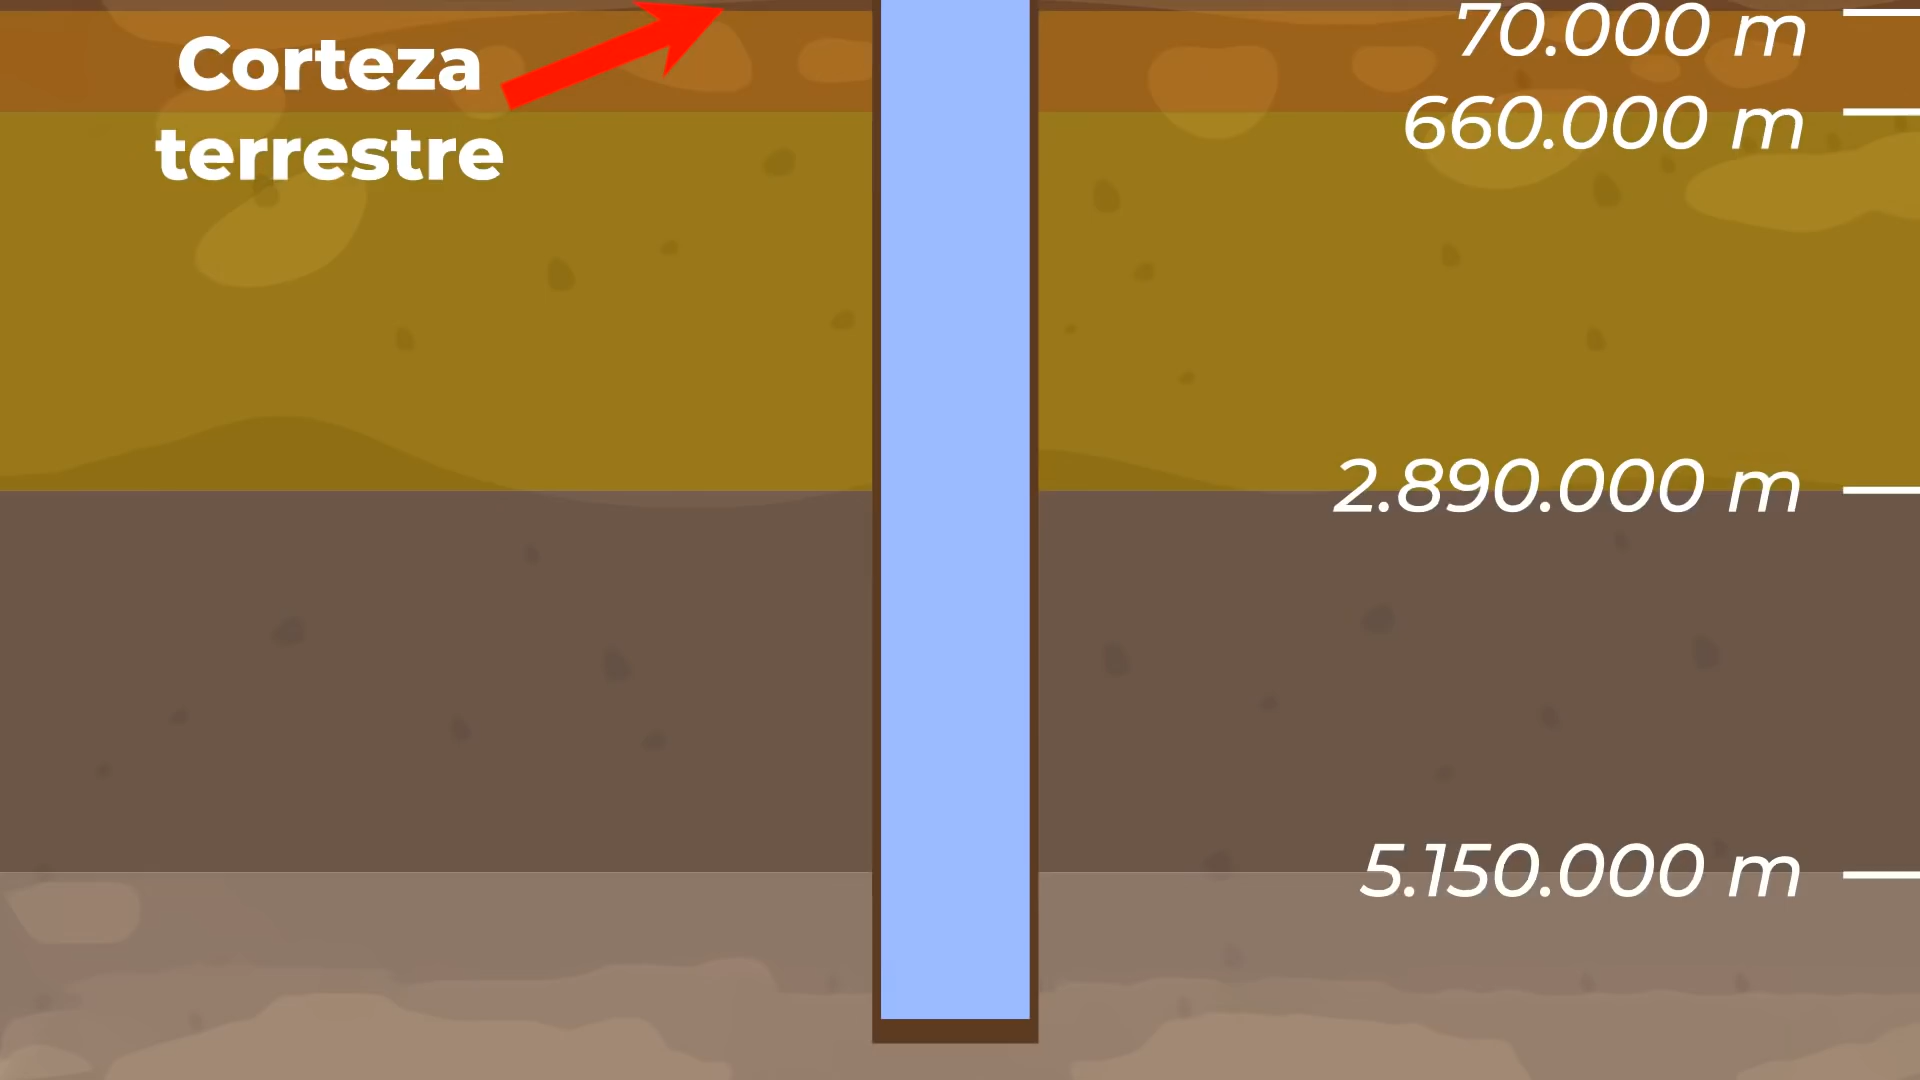 Corteza
terrestre
70.000 m
660.000 m
2.890.000 m
5.150.000 m